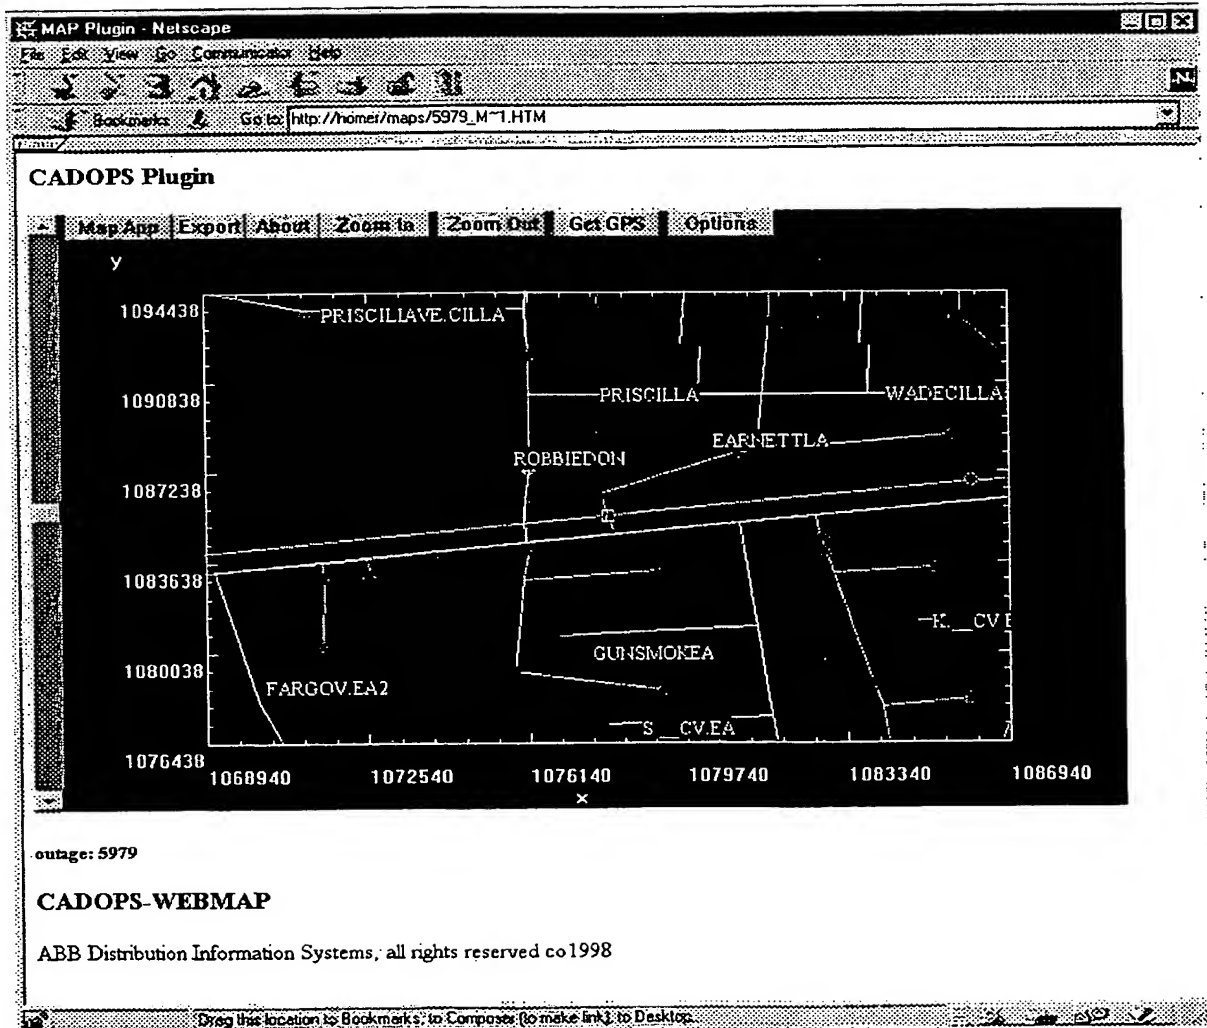 MAP Plugin - Netscape
File Edit View Go Communicator Help
Bookmarks Go to: http://homer/maps/5979_M~1.HTM
CADOPS Plugin
Map App Export About Zoom In Zoom Out Get GPS Options
y
1094438
PRISCILIAVE.CILLA
1090838
PRISCILLA
WADECILLA
EARNETTLA
ROBBIEDON
1087238
1083638
K.__CV.E
GUNSMOKEA
1080038
FARGOV.EA2
S__CV.EA
1076438
1068940 1072540 1076140 1079740 1083340 1086940
x
outage: 5979
CADOPS-WEBMAP
ABB Distribution Information Systems, all rights reserved co1998
Drag this location to Bookmarks, to Composer (to make link), to Desktop...